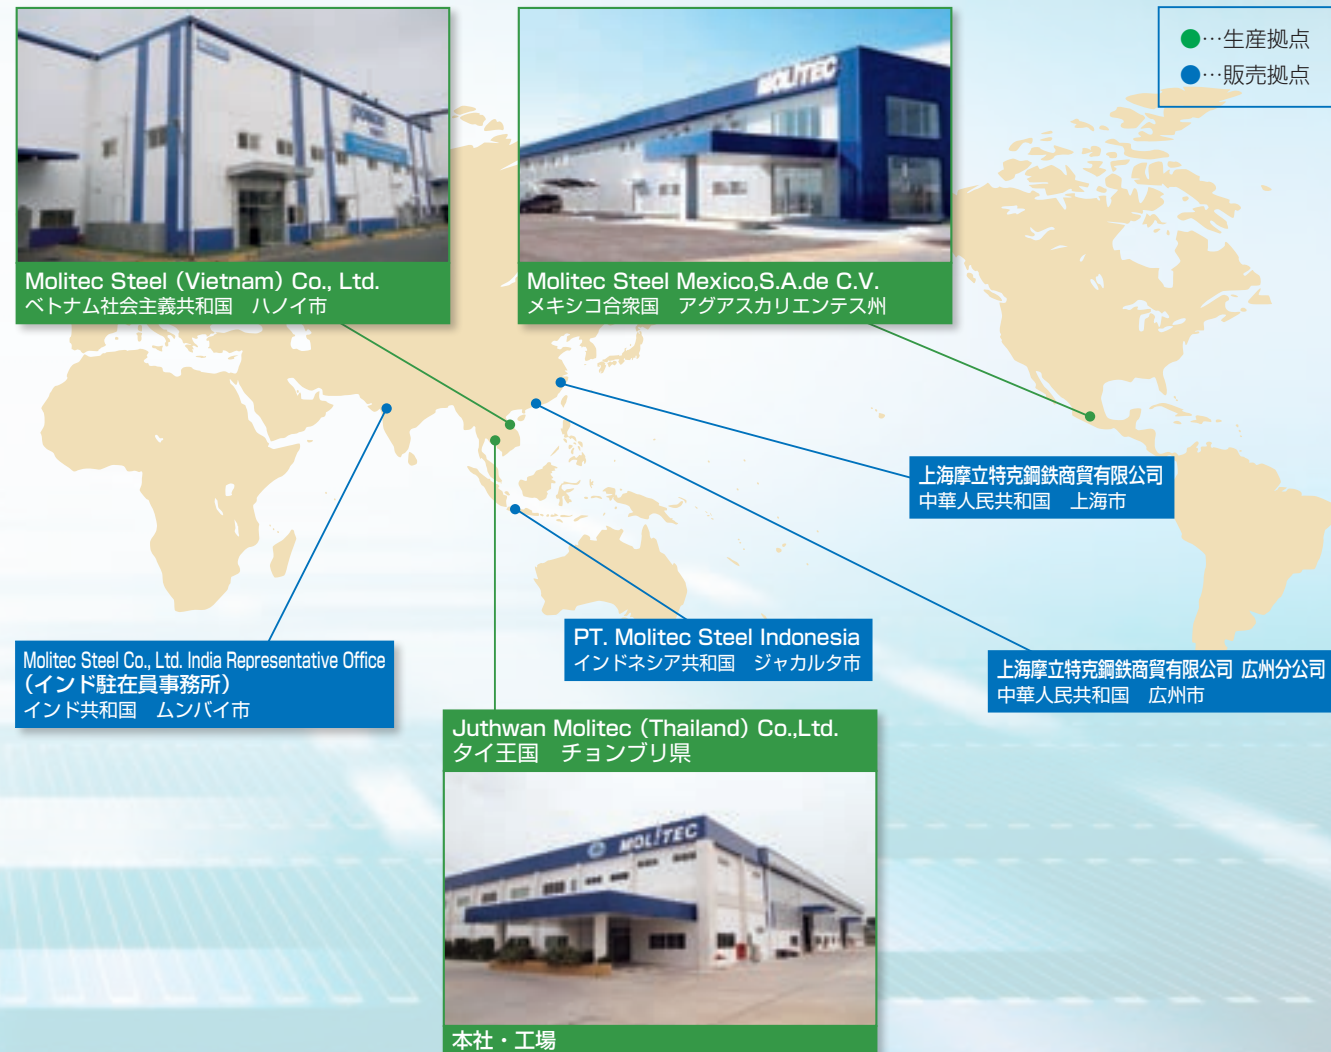 ●…生産拠点
●…販売拠点
MOLITEC
Molitec Steel (Vietnam) Co., Ltd.
ベトナム社会主義共和国　ハノイ市
Molitec Steel Mexico,S.A.de C.V.
メキシコ合衆国　アグアスカリエンテス州
上海摩立特克鋼鉄商貿有限公司
中華人民共和国　上海市
PT. Molitec Steel Indonesia
インドネシア共和国　ジャカルタ市
Molitec Steel Co., Ltd. India Representative Office
(インド駐在員事務所)
インド共和国　ムンバイ市
上海摩立特克鋼鉄商貿有限公司 広州分公司
中華人民共和国　広州市
Juthwan Molitec (Thailand) Co.,Ltd.
タイ王国　チョンブリ県
MOLITEC
本社・工場